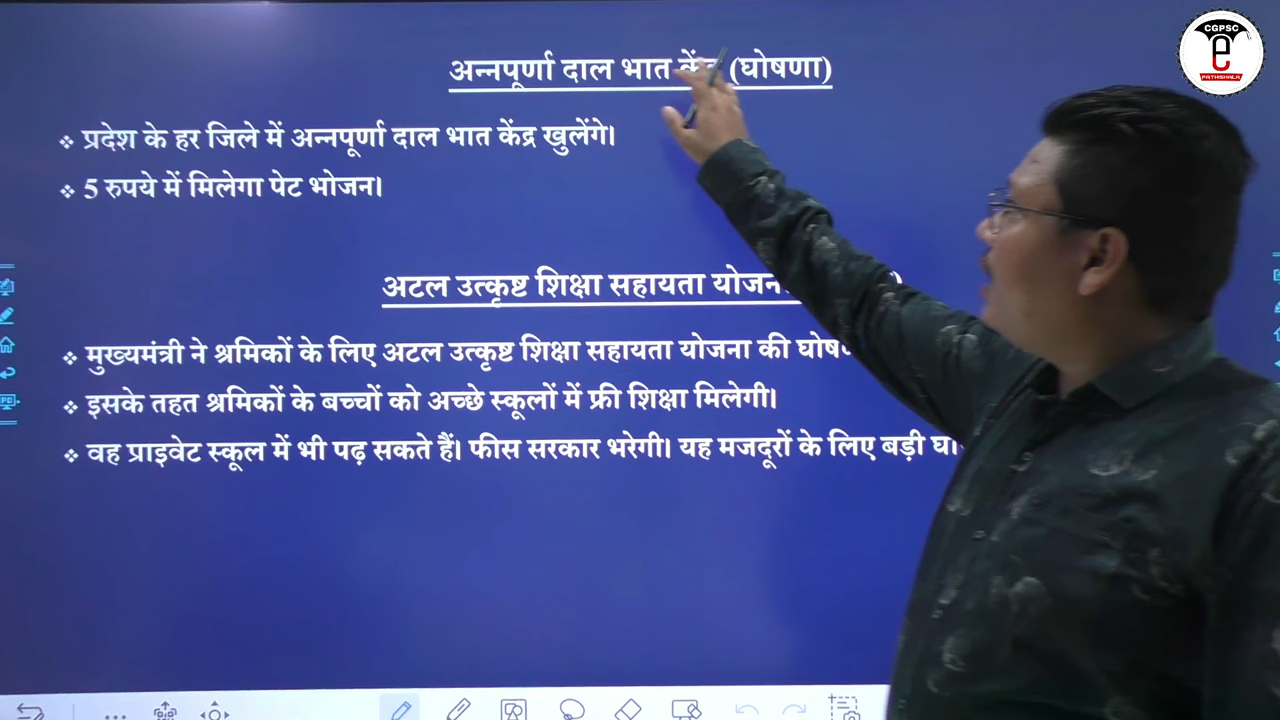 CGPSC
e
PATHSHALA
अन्नपूर्णा दाल भात केंद्र (घोषणा)
❖ प्रदेश के हर जिले में अन्नपूर्णा दाल भात केंद्र खुलेंगे।
❖ 5 रुपये में मिलेगा पेट भोजन।
अटल उत्कृष्ट शिक्षा सहायता
❖ मुख्यमंत्री ने श्रमिकों के लिए अटल उत्कृष्ट शिक्षा सहायता योजना की
❖ इसके तहत श्रमिकों के बच्चों को अच्छे स्कूलों में फ्री शिक्षा मिलेगी।
❖ वह प्राइवेट स्कूल में भी पढ़ सकते हैं। फीस सरकार भरेगी। यह मजदूरों के लिए बड़ी